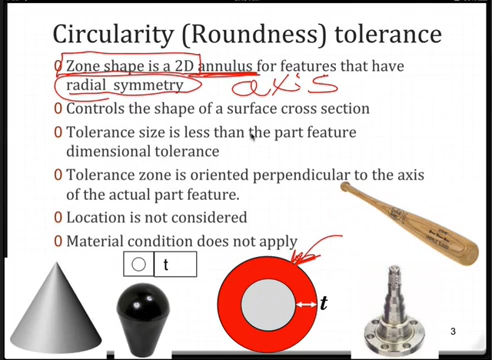 Circularity (Roundness) tolerance
Zone shape is a 2D annulus for features that have
radial symmetry axis
Controls the shape of a surface cross section
Tolerance size is less than the part feature
dimensional tolerance
Tolerance zone is oriented perpendicular to the axis
of the actual part feature.
Location is not considered
Material condition does not apply
t
t
3